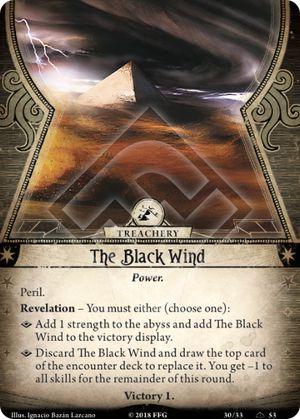 TREACHERY
The Black Wind
Power.
Peril.
Revelation – You must either (choose one):
Add 1 strength to the abyss and add The Black
Wind to the victory display.
Discard The Black Wind and draw the top card
of the encounter deck to replace it. You get –1 to
all skills for the remainder of this round.
Victory 1.
Illus. Ignacio Bazán Lazcano
© 2018 FFG
30/33
53